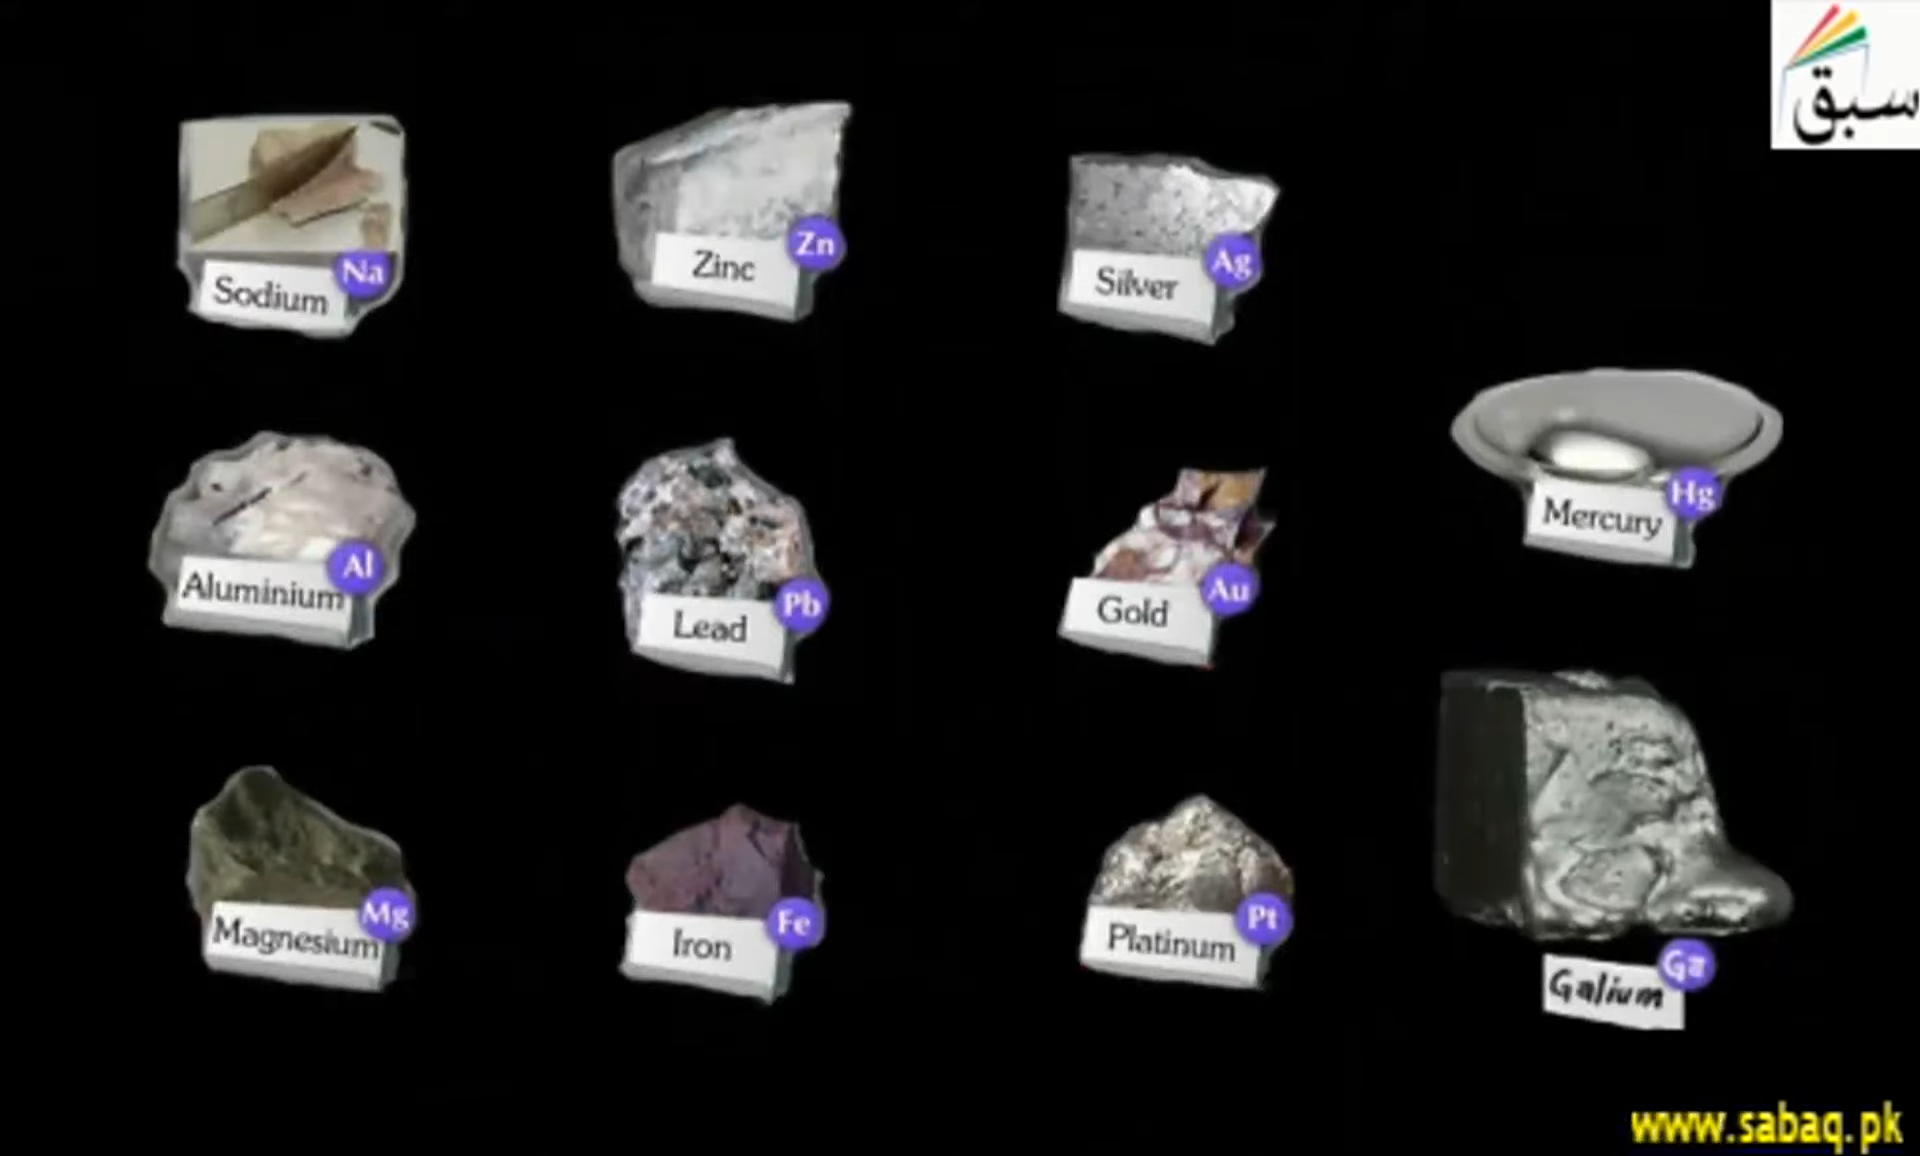 سبق
Sodium
Na
Zinc
Zn
Silver
Ag
Aluminium
Al
Lead
Pb
Gold
Au
Mercury
Hg
Magnesium
Mg
Iron
Fe
Platinum
Pt
Galium
Ga
www.sabaq.pk